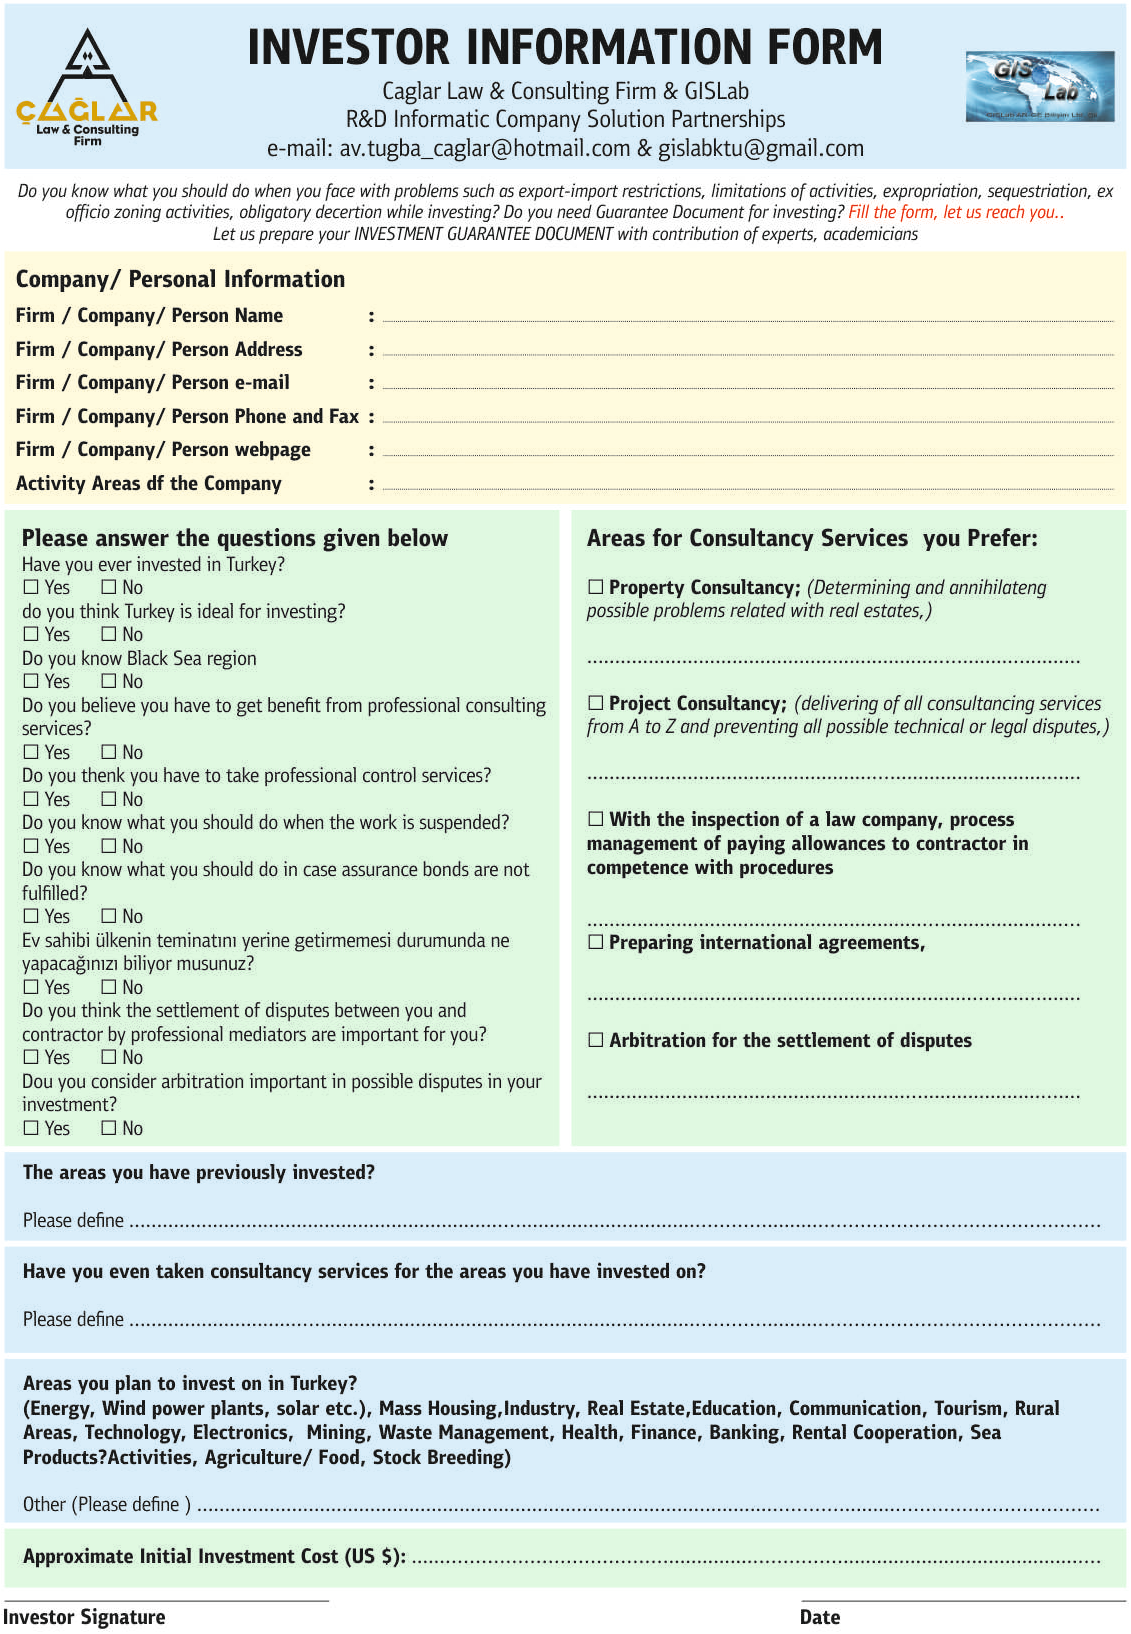 INVESTOR INFORMATION FORM
ÇAĞLAR
Law & Consulting
Firm
Caglar Law & Consulting Firm & GISLab
R&D Informatic Company Solution Partnerships
e-mail: av.tugba_caglar@hotmail.com & gislabktu@gmail.com
GIS
Lab
Do you know what you should do when you face with problems such as export-import restrictions, limitations of activities, expropriation, sequestriation, ex
officio zoning activities, obligatory decertion while investing? Do you need Guarantee Document for investing? Fill the form, let us reach you..
Let us prepare your INVESTMENT GUARANTEE DOCUMENT with contribution of experts, academicians
Company/ Personal Information
Firm / Company/ Person Name :
Firm / Company/ Person Address :
Firm / Company/ Person e-mail :
Firm / Company/ Person Phone and Fax :
Firm / Company/ Person webpage :
Activity Areas df the Company :
Please answer the questions given below
Have you ever invested in Turkey?
☐ Yes ☐ No
do you think Turkey is ideal for investing?
☐ Yes ☐ No
Do you know Black Sea region
☐ Yes ☐ No
Do you believe you have to get benefit from professional consulting
services?
☐ Yes ☐ No
Do you thenk you have to take professional control services?
☐ Yes ☐ No
Do you know what you should do when the work is suspended?
☐ Yes ☐ No
Do you know what you should do in case assurance bonds are not
fulfilled?
☐ Yes ☐ No
Ev sahibi ülkenin teminatını yerine getirmemesi durumunda ne
yapacağınızı biliyor musunuz?
☐ Yes ☐ No
Do you think the settlement of disputes between you and
contractor by professional mediators are important for you?
☐ Yes ☐ No
Dou you consider arbitration important in possible disputes in your
investment?
☐ Yes ☐ No
Areas for Consultancy Services you Prefer:
☐ Property Consultancy; (Determining and annihilateng
possible problems related with real estates,)
☐ Project Consultancy; (delivering of all consultancing services
from A to Z and preventing all possible technical or legal disputes,)
☐ With the inspection of a law company, process
management of paying allowances to contractor in
competence with procedures
☐ Preparing international agreements,
☐ Arbitration for the settlement of disputes
The areas you have previously invested?
Please define
Have you even taken consultancy services for the areas you have invested on?
Please define
Areas you plan to invest on in Turkey?
(Energy, Wind power plants, solar etc.), Mass Housing,Industry, Real Estate,Education, Communication, Tourism, Rural
Areas, Technology, Electronics, Mining, Waste Management, Health, Finance, Banking, Rental Cooperation, Sea
Products?Activities, Agriculture/ Food, Stock Breeding)
Other (Please define )
Approximate Initial Investment Cost (US $):
Investor Signature
Date